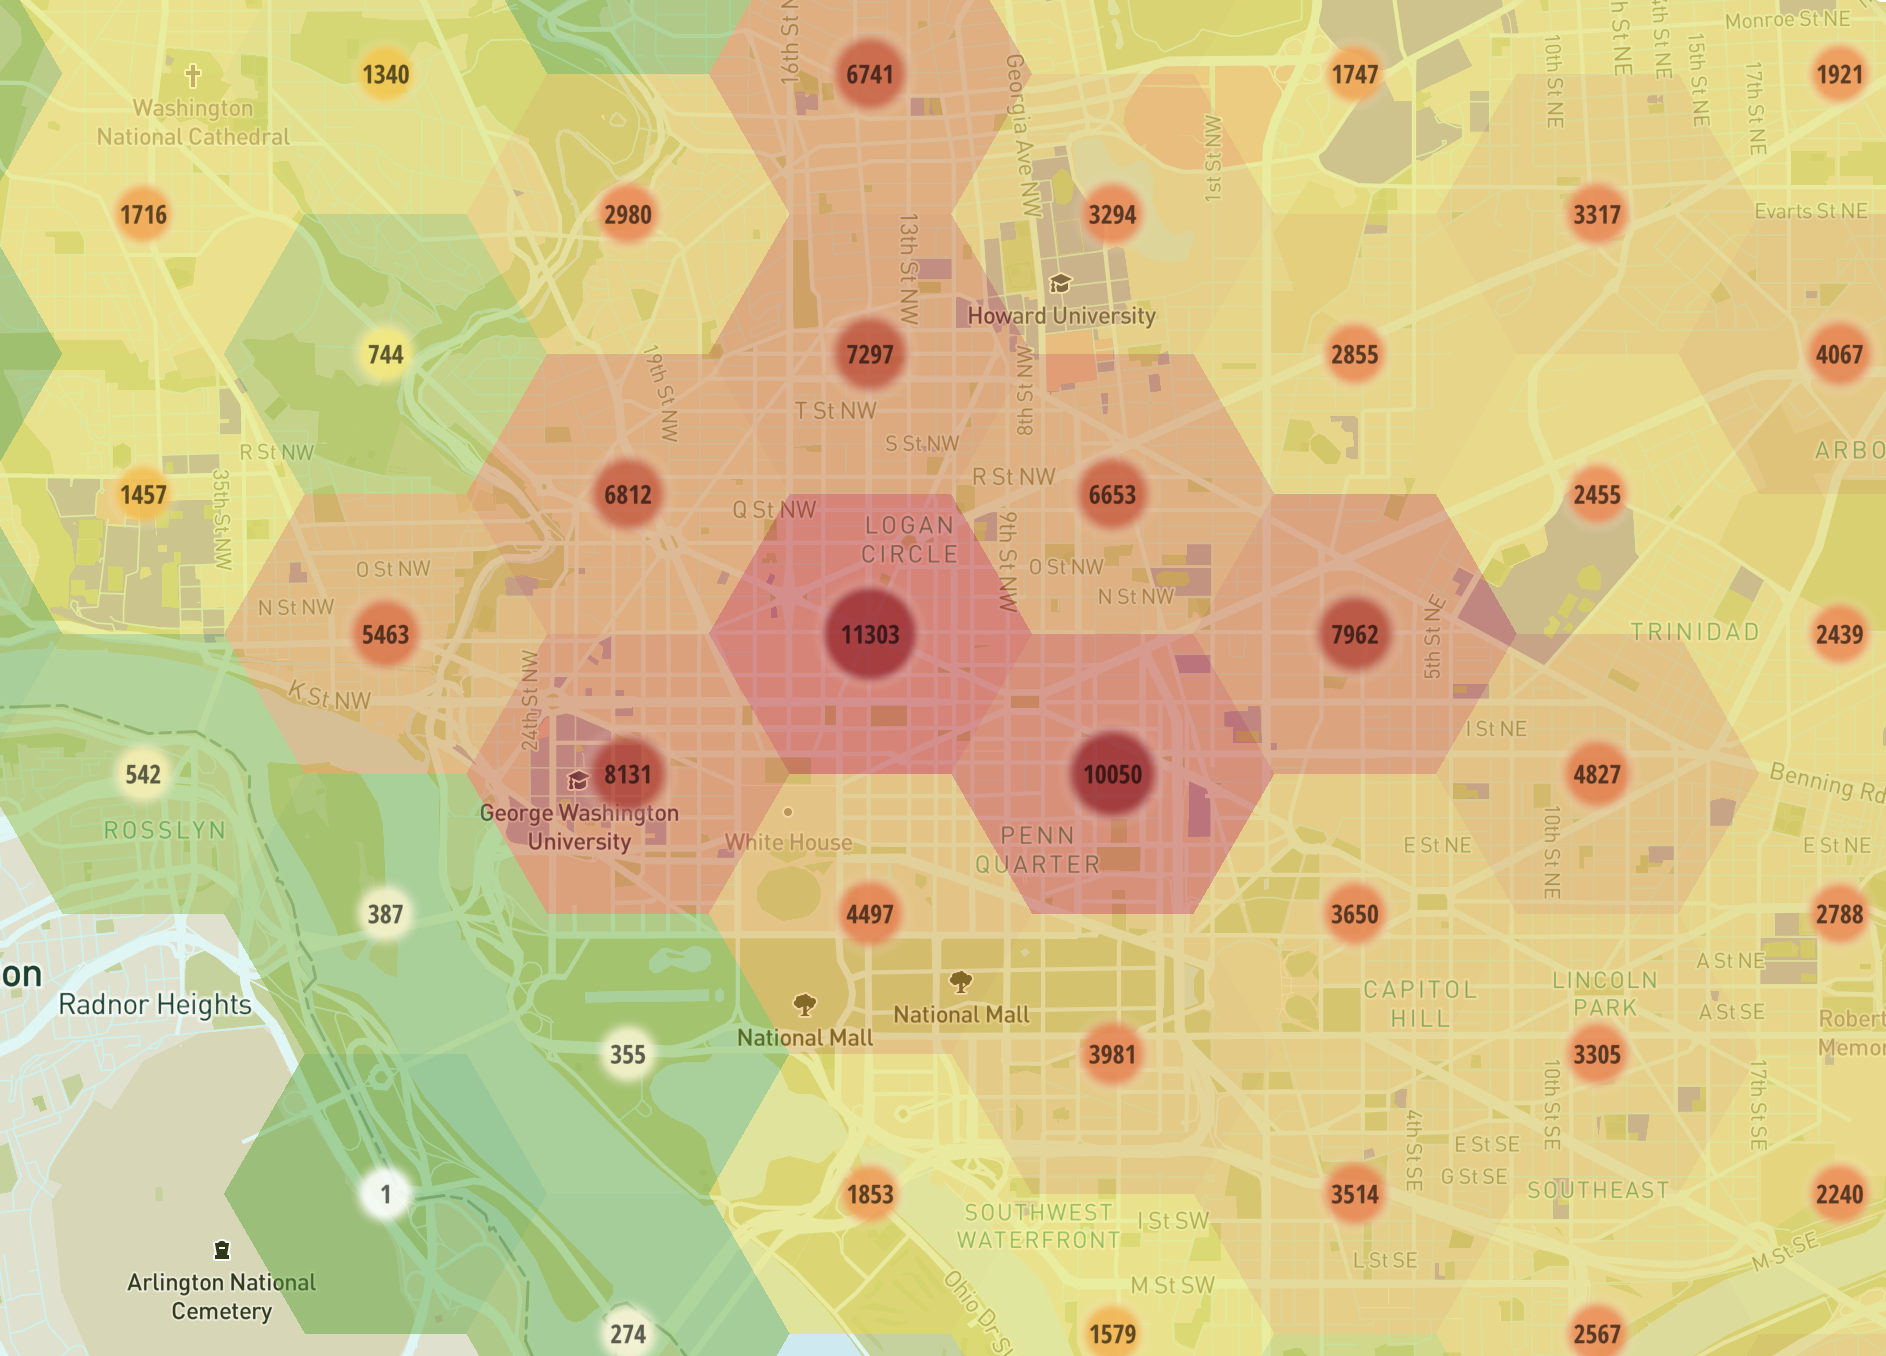 16th St N
Monroe St NE
1340
6741
1747
1921
Washington
National Cathedral
Georgia Ave NW
1st St NW
10th St NE
15th St NE
17th St NE
1716
2980
3294
3317
Evarts St NE
13th St NW
Howard University
744
7297
2855
4067
19th St NW
8th St NW
T St NW
S St NW
R St NW
R St NW
ARBO
35th St NW
1457
6812
6653
2455
Q St NW
LOGAN
CIRCLE
9th St NW
O St NW
O St NW
N St NW
N St NW
5463
11303
7962
5th St NE
TRINIDAD
2439
K St NW
24th St NW
I St NE
542
8131
10050
4827
Benning Rd
ROSSLYN
George Washington
University
White House
PENN
QUARTER
E St NE
10th St NE
E St NE
387
4497
3650
2788
on
Radnor Heights
National Mall
National Mall
A St NE
CAPITOL
HILL
LINCOLN
PARK
A St SE
Robert
Memor
355
3981
3305
10th St SE
17th St SE
4th St SE
E St SE
G St SE
1
1853
3514
SOUTHEAST
2240
SOUTHWEST
WATERFRONT
I St SW
M St SE
L St SE
Arlington National
Cemetery
M St SW
Ohio Dr S
274
1579
2567